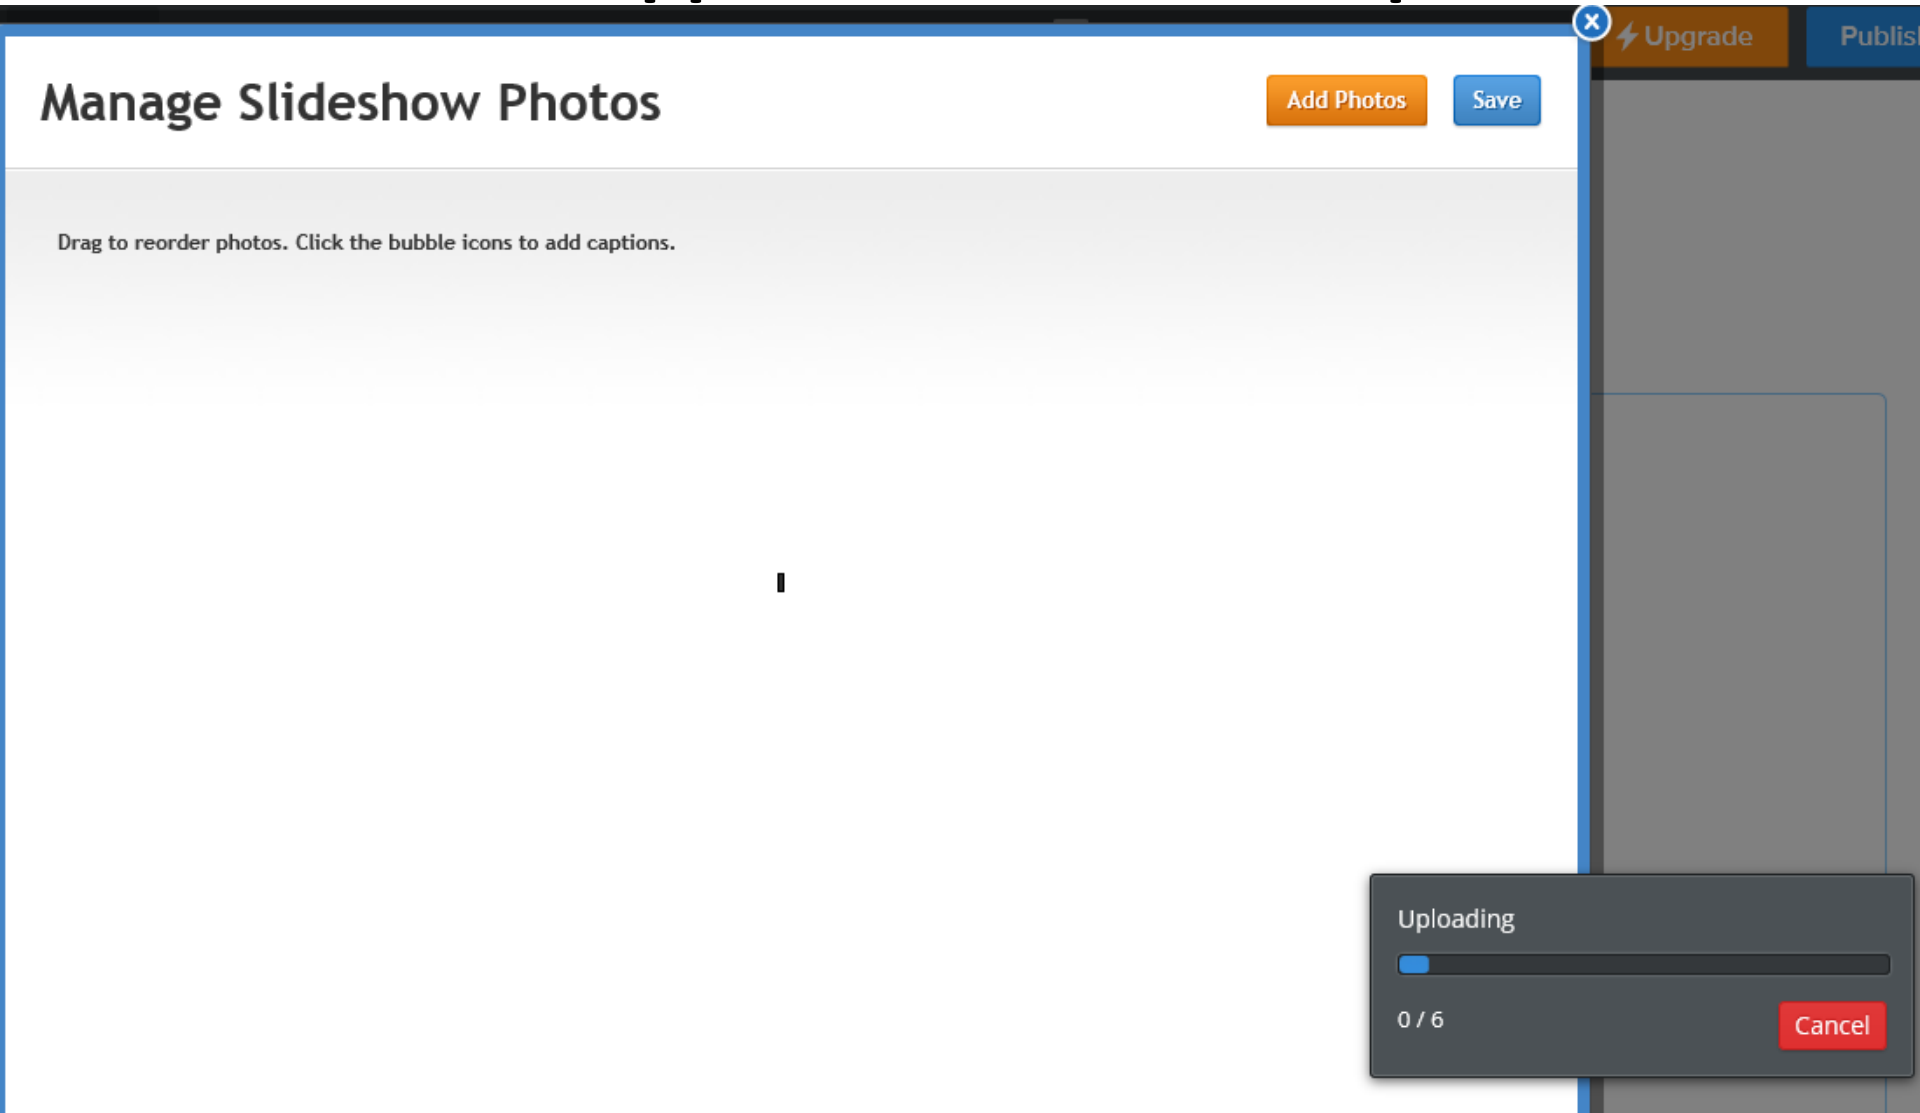 Upgrade
Manage Slideshow Photos
Add Photos
Save
Drag to reorder photos. Click the bubble icons to add captions.
Uploading
0 / 6
Cancel